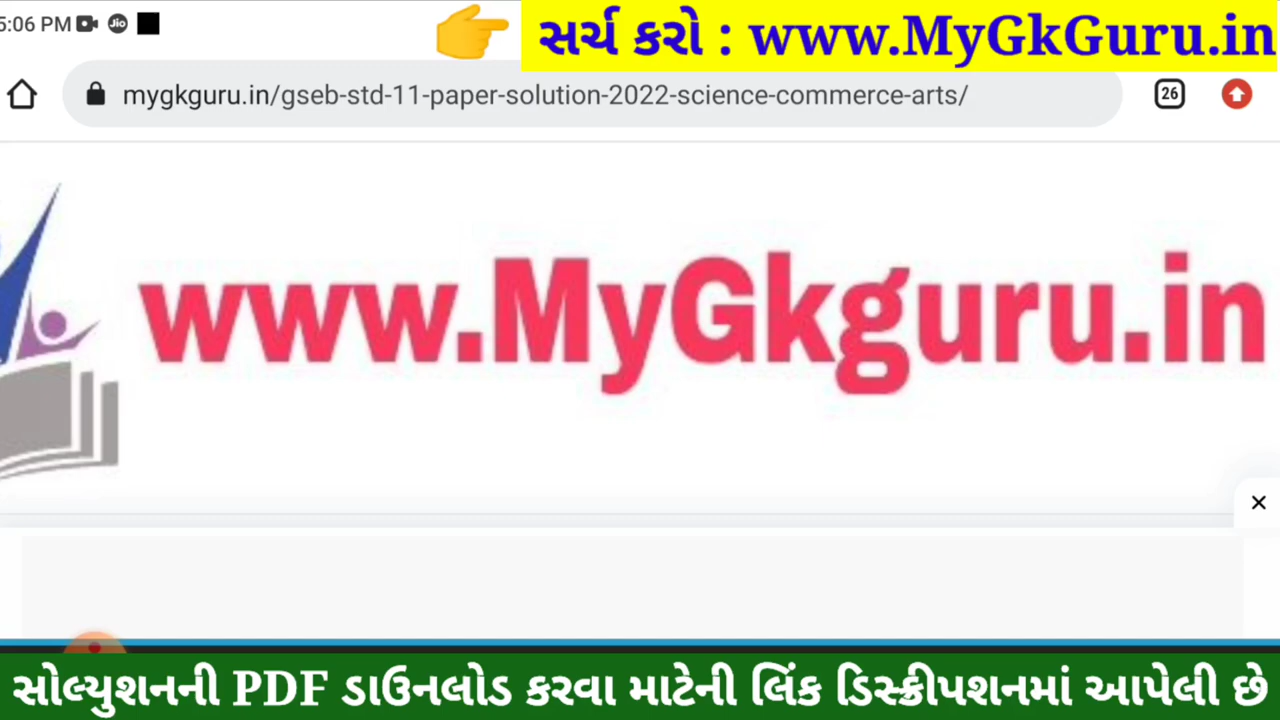 5:06 PM Jio
સર્ચ કરો : www.MyGkGuru.in
mygkguru.in/gseb-std-11-paper-solution-2022-science-commerce-arts/
26
www.MyGkguru.in
સોલ્યુશનની PDF ડાઉનલોડ કરવા માટેની લિંક ડિસ્ક્રીપશનમાં આપેલી છે